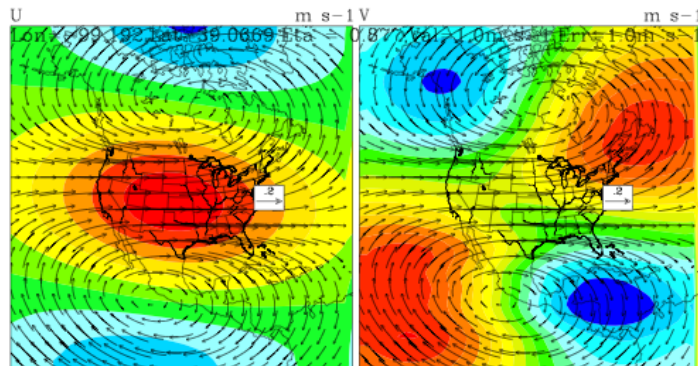 U m s-1 V m s-1
Lon=-99.192 Lat=39.0669 Eta 0.877 Val=1.0m s-1 Err=1.0m s-1
.2 .2